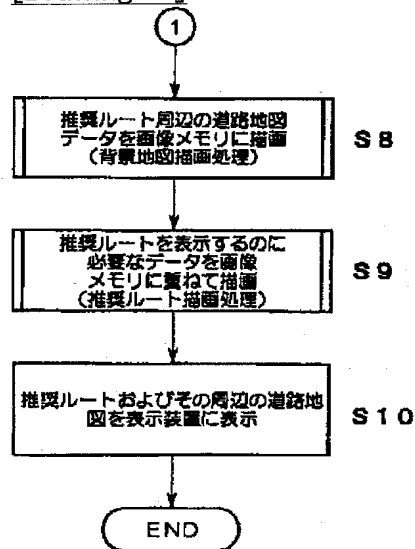 1
推奨ルート周辺の道路地図
データを画像メモリに描画
(背景地図描画処理)
S8
推奨ルートを表示するのに
必要なデータを画像
メモリに重ねて描画
(推奨ルート描画処理)
S9
推奨ルートおよびその周辺の道路地
図を表示装置に表示
S10
END